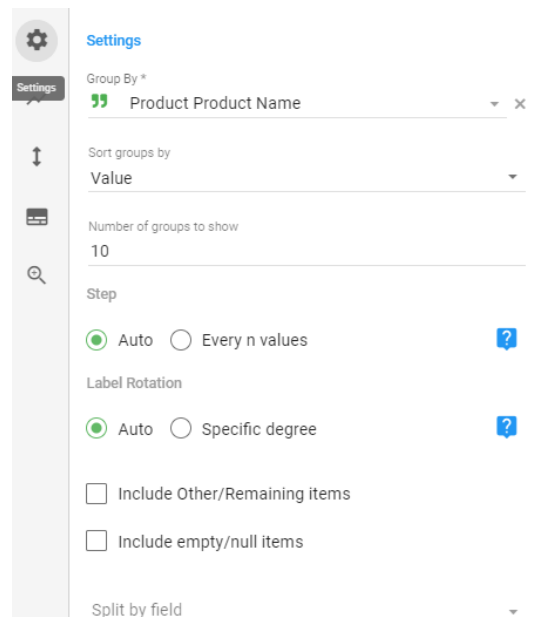 Settings
Settings
Group By *
Product Product Name
Sort groups by
Value
Number of groups to show
10
Step
Auto Every n values
Label Rotation
Auto Specific degree
Include Other/Remaining items
Include empty/null items
Split by field